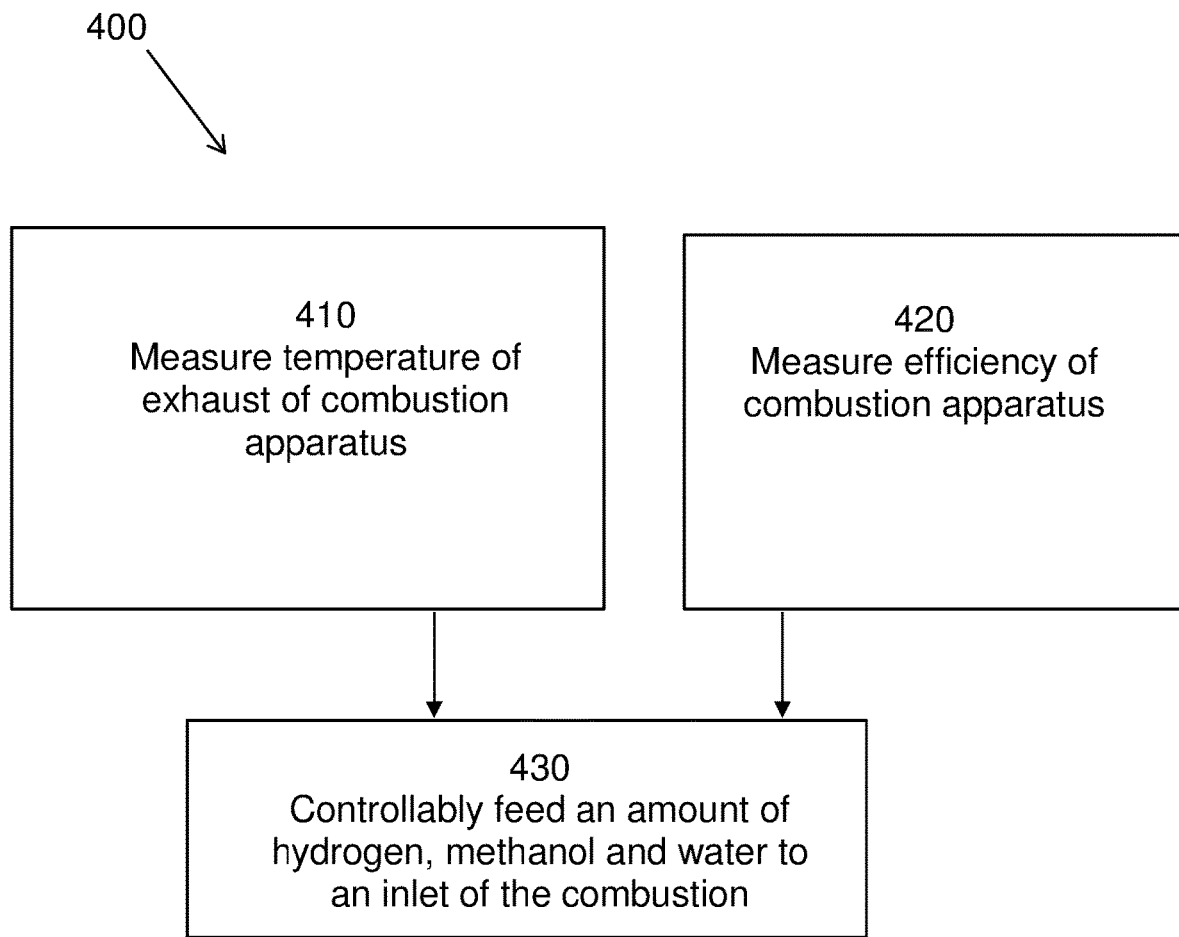 400
410
Measure temperature of
exhaust of combustion
apparatus
420
Measure efficiency of
combustion apparatus
430
Controllably feed an amount of
hydrogen, methanol and water to
an inlet of the combustion